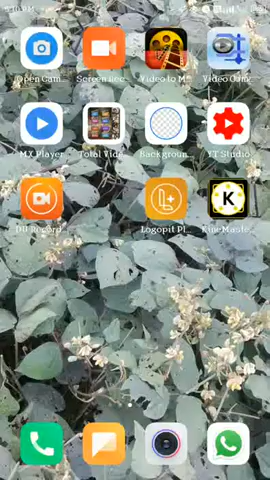 Open Cam...
Screen Rec...
Video to M...
Video Com...
MX Player
Total Vide...
Backgroun...
YT Studio
DU Record...
Logopit Pl...
KineMaste...
K